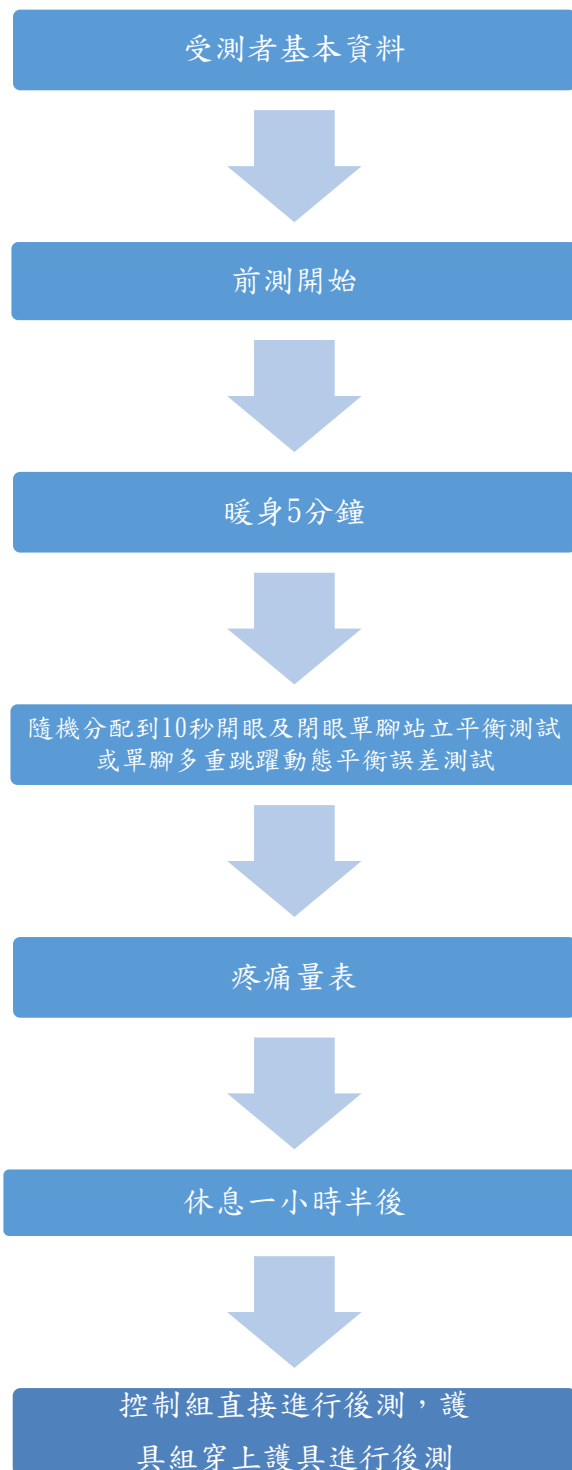 受測者基本資料
前測開始
暖身5分鐘
隨機分配到10秒開眼及閉眼單腳站立平衡測試
或單腳多重跳躍動態平衡誤差測試
疼痛量表
休息一小時半後
控制組直接進行後測，護
具組穿上護具進行後測